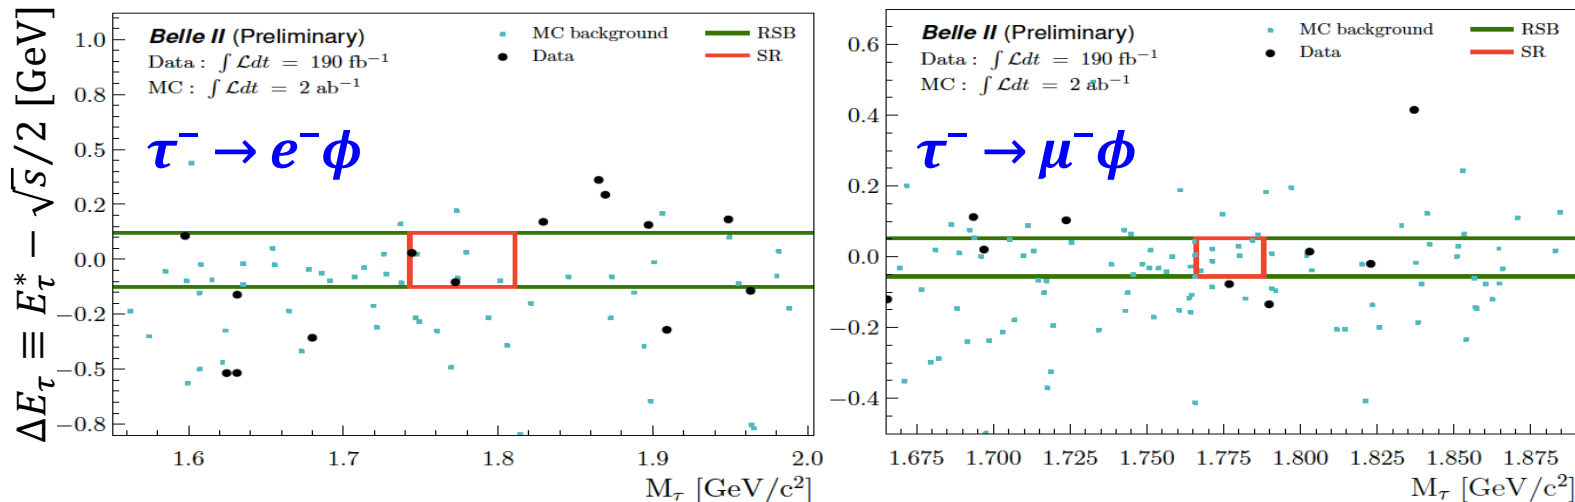 ΔE_τ ≡ E*_τ − √s/2 [GeV]
Belle II (Preliminary)
Data : ∫ ℒdt = 190 fb⁻¹
MC : ∫ ℒdt = 2 ab⁻¹
MC background
Data
RSB
SR
τ⁻ → e⁻ϕ
1.0
0.8
0.5
0.2
0.0
−0.2
−0.5
−0.8
1.6 1.7 1.8 1.9 2.0
M_τ [GeV/c²]
Belle II (Preliminary)
Data : ∫ ℒdt = 190 fb⁻¹
MC : ∫ ℒdt = 2 ab⁻¹
MC background
Data
RSB
SR
τ⁻ → μ⁻ϕ
0.6
0.4
0.2
0.0
−0.2
−0.4
1.675 1.700 1.725 1.750 1.775 1.800 1.825 1.850 1.875
M_τ [GeV/c²]